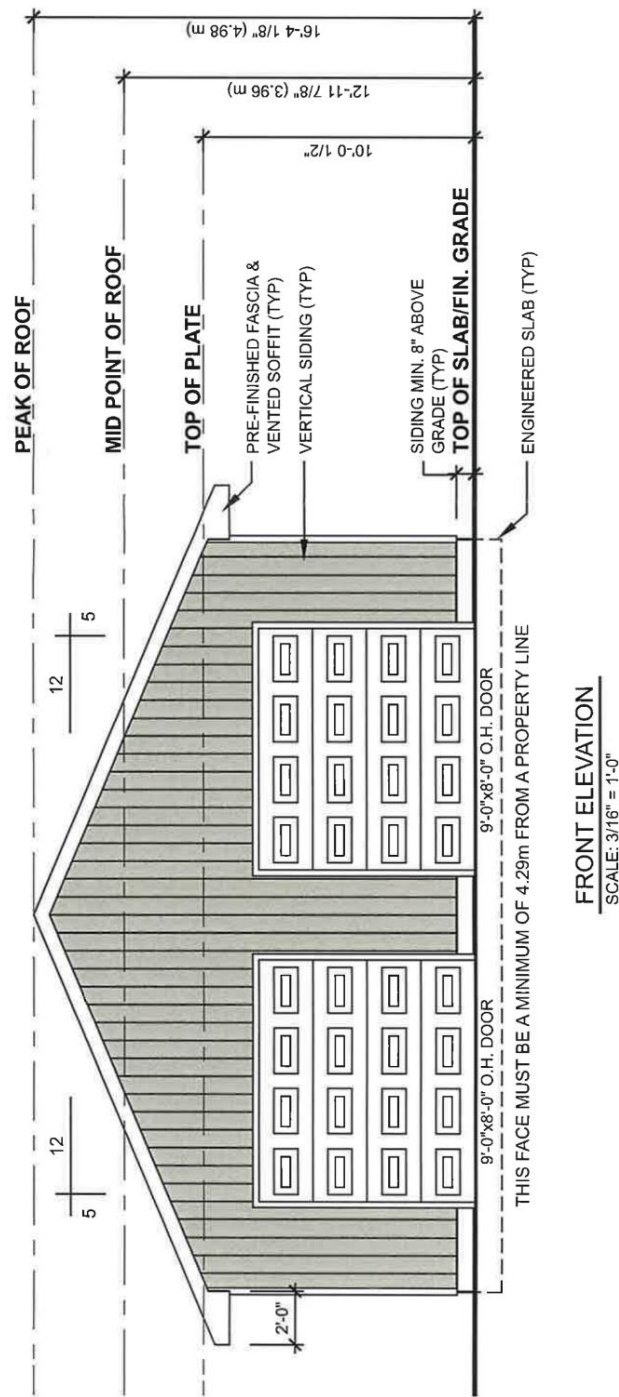 PEAK OF ROOF
MID POINT OF ROOF
TOP OF PLATE
16'-4 1/8" (4.98 m)
12'-11 7/8" (3.96 m)
10'-0 1/2"
12
5
12
5
PRE-FINISHED FASCIA &
VENTED SOFFIT (TYP)
VERTICAL SIDING (TYP)
2'-0"
SIDING MIN. 8" ABOVE
GRADE (TYP)
TOP OF SLAB/FIN. GRADE
9'-0"x8'-0" O.H. DOOR
9'-0"x8'-0" O.H. DOOR
ENGINEERED SLAB (TYP)
THIS FACE MUST BE A MINIMUM OF 4.29m FROM A PROPERTY LINE
FRONT ELEVATION
SCALE: 3/16" = 1'-0"